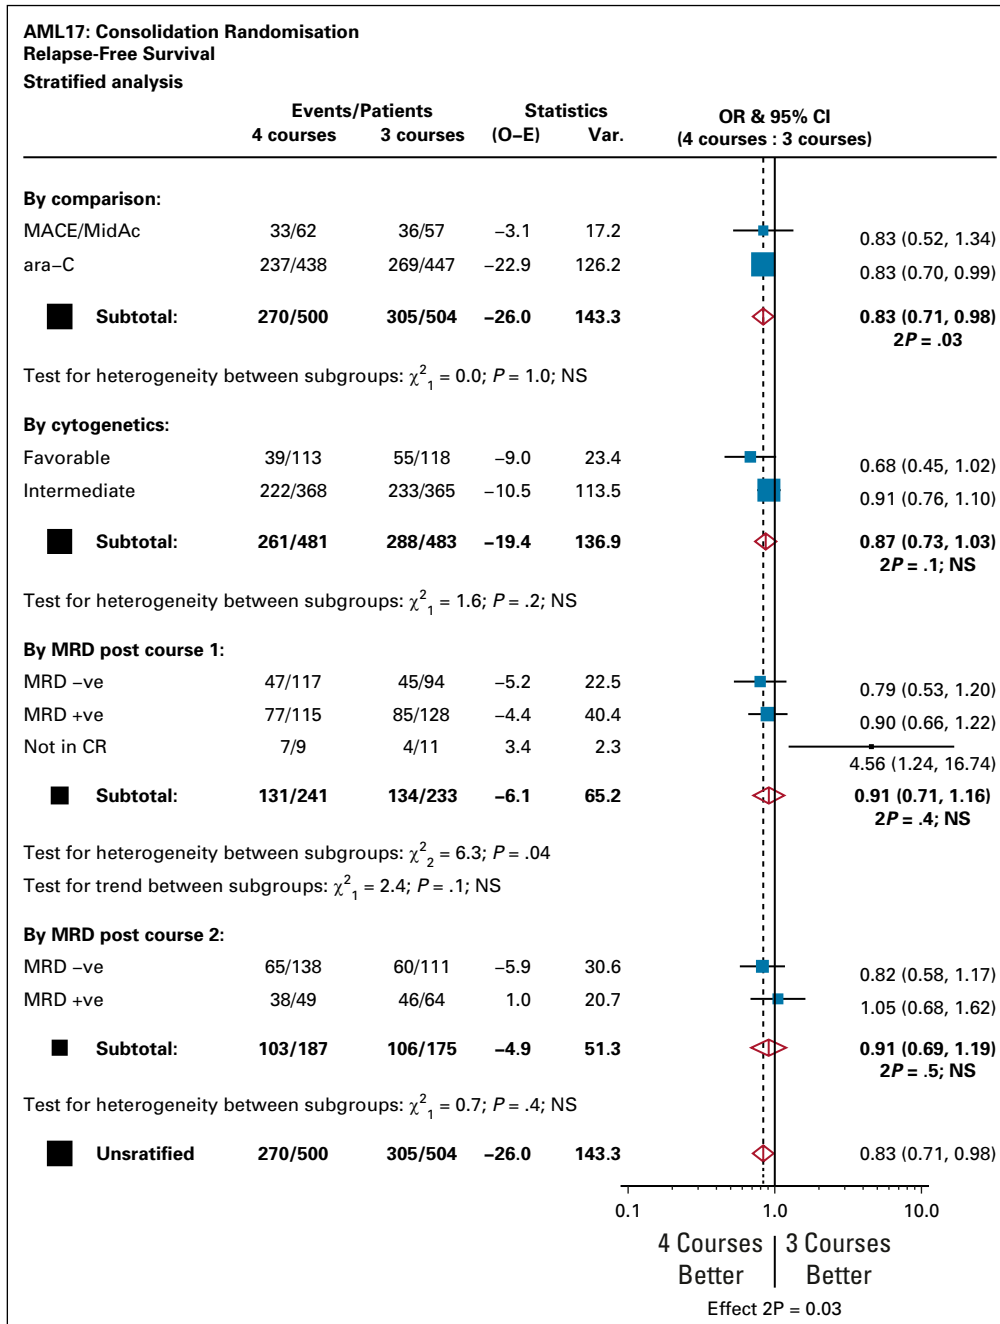 AML17: Consolidation Randomisation
Relapse-Free Survival
Stratified analysis
Events/Patients Statistics OR & 95% CI
4 courses 3 courses (O–E) Var. (4 courses : 3 courses)
By comparison:
MACE/MidAc 33/62 36/57 –3.1 17.2 0.83 (0.52, 1.34)
ara–C 237/438 269/447 –22.9 126.2 0.83 (0.70, 0.99)
Subtotal: 270/500 305/504 –26.0 143.3 0.83 (0.71, 0.98)
2P = .03
Test for heterogeneity between subgroups: χ²₁ = 0.0; P = 1.0; NS
By cytogenetics:
Favorable 39/113 55/118 –9.0 23.4 0.68 (0.45, 1.02)
Intermediate 222/368 233/365 –10.5 113.5 0.91 (0.76, 1.10)
Subtotal: 261/481 288/483 –19.4 136.9 0.87 (0.73, 1.03)
2P = .1; NS
Test for heterogeneity between subgroups: χ²₁ = 1.6; P = .2; NS
By MRD post course 1:
MRD –ve 47/117 45/94 –5.2 22.5 0.79 (0.53, 1.20)
MRD +ve 77/115 85/128 –4.4 40.4 0.90 (0.66, 1.22)
Not in CR 7/9 4/11 3.4 2.3 4.56 (1.24, 16.74)
Subtotal: 131/241 134/233 –6.1 65.2 0.91 (0.71, 1.16)
2P = .4; NS
Test for heterogeneity between subgroups: χ²₂ = 6.3; P = .04
Test for trend between subgroups: χ²₁ = 2.4; P = .1; NS
By MRD post course 2:
MRD –ve 65/138 60/111 –5.9 30.6 0.82 (0.58, 1.17)
MRD +ve 38/49 46/64 1.0 20.7 1.05 (0.68, 1.62)
Subtotal: 103/187 106/175 –4.9 51.3 0.91 (0.69, 1.19)
2P = .5; NS
Test for heterogeneity between subgroups: χ²₁ = 0.7; P = .4; NS
Unsratified 270/500 305/504 –26.0 143.3 0.83 (0.71, 0.98)
0.1 1.0 10.0
4 Courses 3 Courses
Better Better
Effect 2P = 0.03